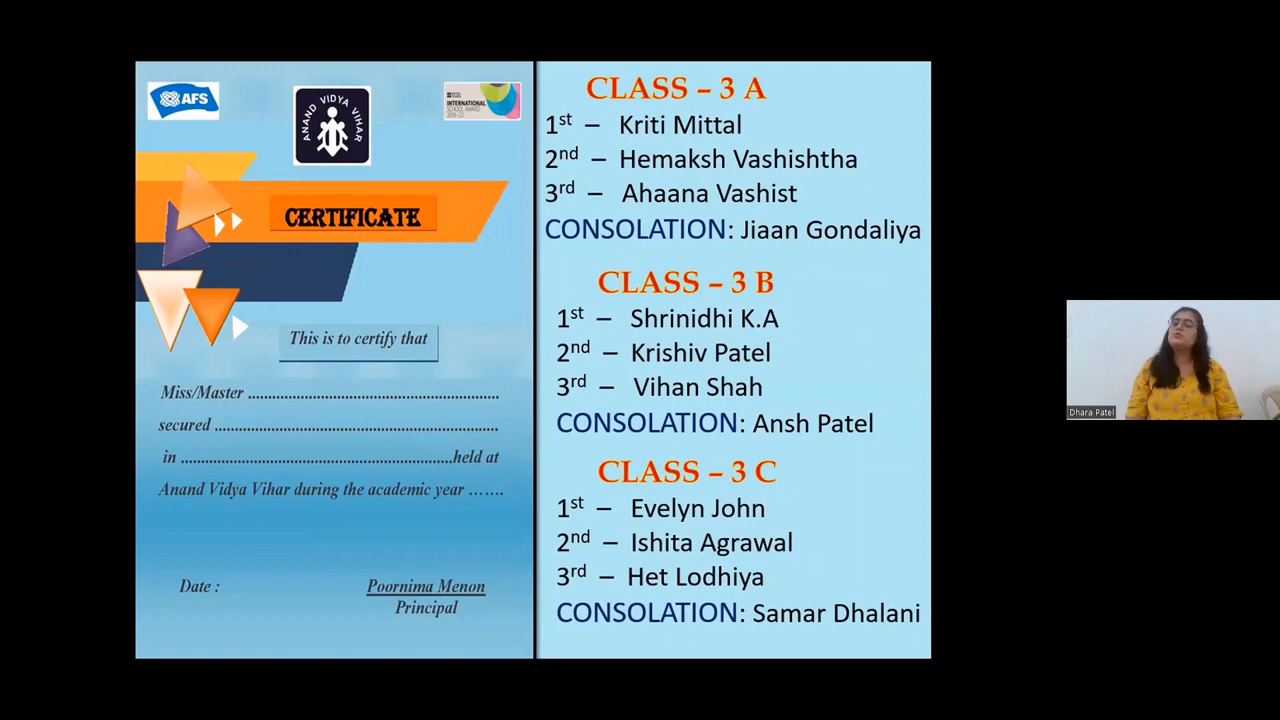 AFS
ANAND VIDYA VIHAR
INTERNATIONAL
SCHOOL AWARD
CERTIFICATE
This is to certify that
Miss/Master ..............................................................
secured ......................................................................
in ...................................................................held at
Anand Vidya Vihar during the academic year …….
Date :
Poornima Menon
Principal
CLASS – 3 A
1st – Kriti Mittal
2nd – Hemaksh Vashishtha
3rd – Ahaana Vashist
CONSOLATION: Jiaan Gondaliya
CLASS – 3 B
1st – Shrinidhi K.A
2nd – Krishiv Patel
3rd – Vihan Shah
CONSOLATION: Ansh Patel
CLASS – 3 C
1st – Evelyn John
2nd – Ishita Agrawal
3rd – Het Lodhiya
CONSOLATION: Samar Dhalani
Dhara Patel